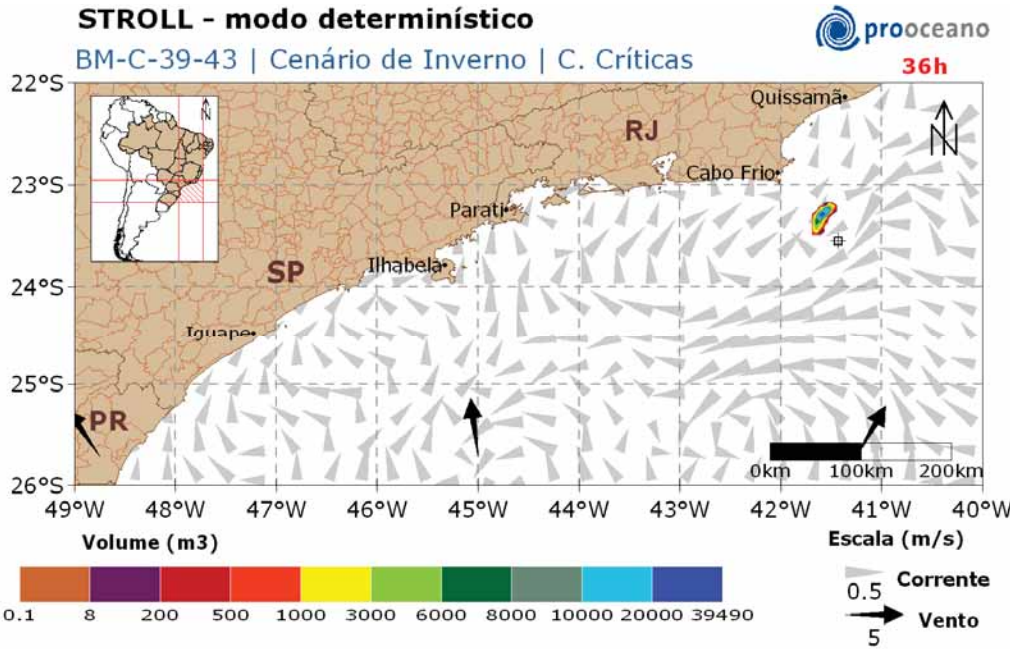 STROLL - modo determinístico
BM-C-39-43 | Cenário de Inverno | C. Críticas
prooceano
36h
22°S
23°S
24°S
25°S
26°S
N
N
Quissamã
RJ
Cabo Frio
Parati
SP
Ilhabela
Iguape
PR
0km 100km 200km
49°W 48°W 47°W 46°W 45°W 44°W 43°W 42°W 41°W 40°W
Volume (m3)
0.1 8 200 500 1000 3000 6000 8000 10000 20000 39490
Escala (m/s)
Corrente
0.5
Vento
5